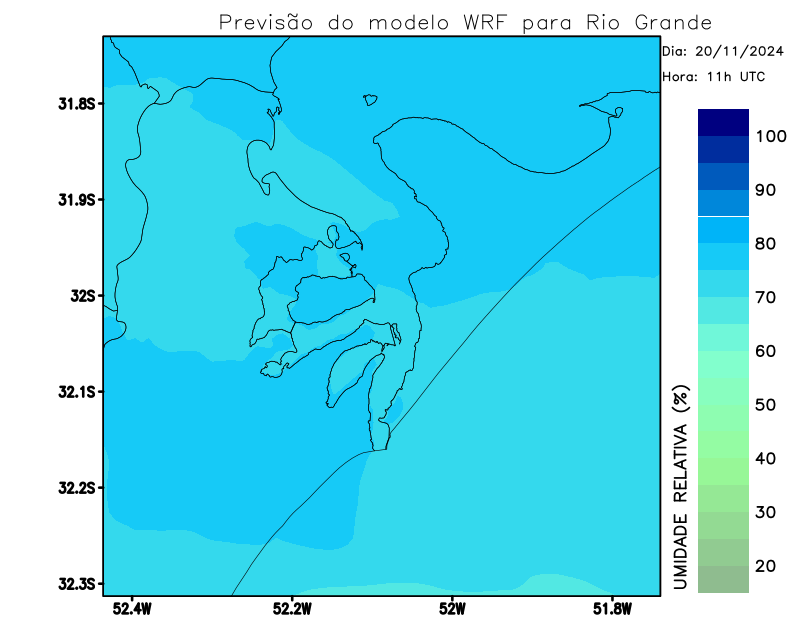 Previsão do modelo WRF para Rio Grande
Dia: 20/11/2024
Hora: 11h UTC
31.8S
31.9S
32S
32.1S
32.2S
32.3S
52.4W
52.2W
52W
51.8W
100
90
80
70
60
50
40
30
20
UMIDADE RELATIVA (%)